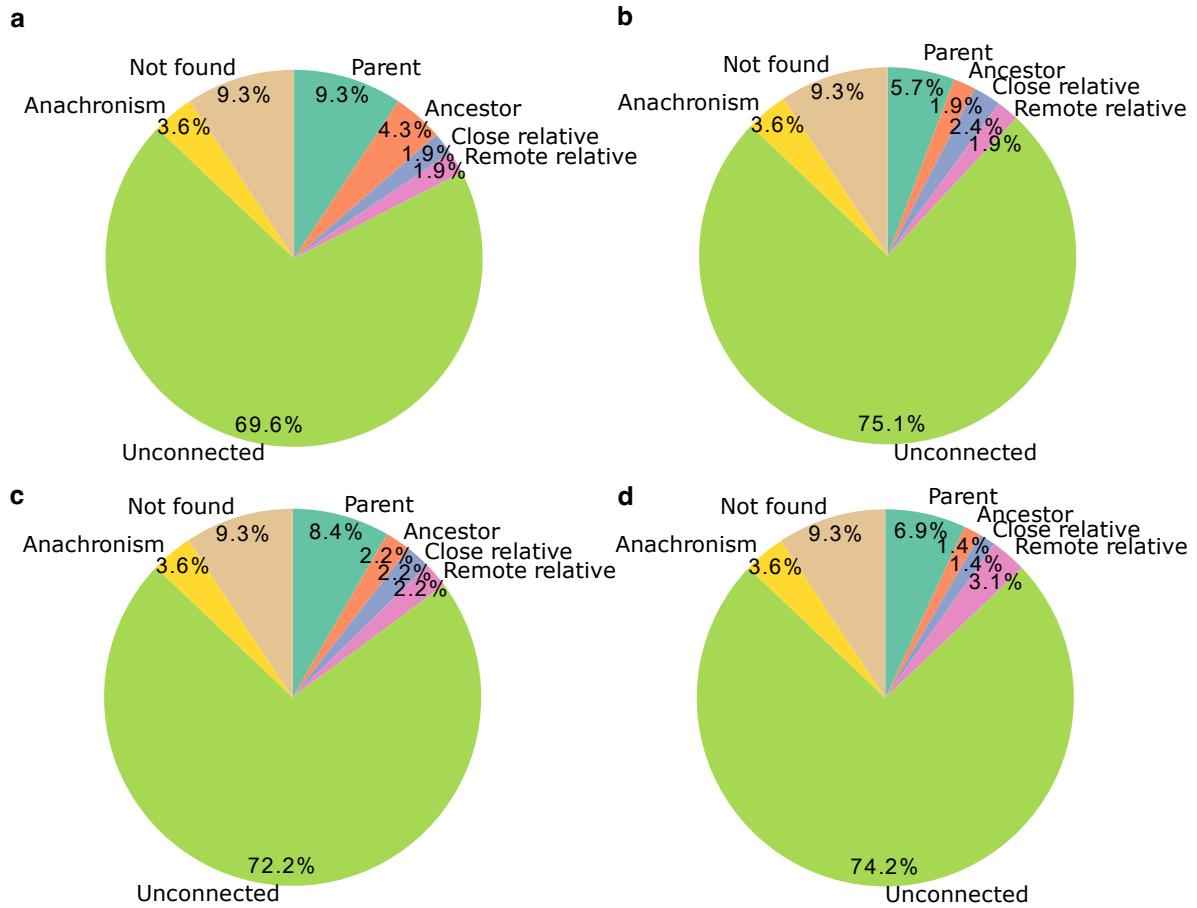 a
Not found
Parent
9.3%
9.3%
Anachronism
Ancestor
3.6%
4.3%
Close relative
1.9%
Remote relative
1.9%
69.6%
Unconnected
b
Not found
Parent
Ancestor
9.3%
5.7%
Close relative
Anachronism
1.9%
Remote relative
3.6%
2.4%
1.9%
75.1%
Unconnected
c
Not found
Parent
9.3%
8.4%
Ancestor
Anachronism
2.2%
Close relative
3.6%
2.2%
Remote relative
2.2%
72.2%
Unconnected
d
Not found
Parent
Ancestor
9.3%
6.9%
Close relative
Anachronism
1.4%
Remote relative
3.6%
1.4%
3.1%
74.2%
Unconnected